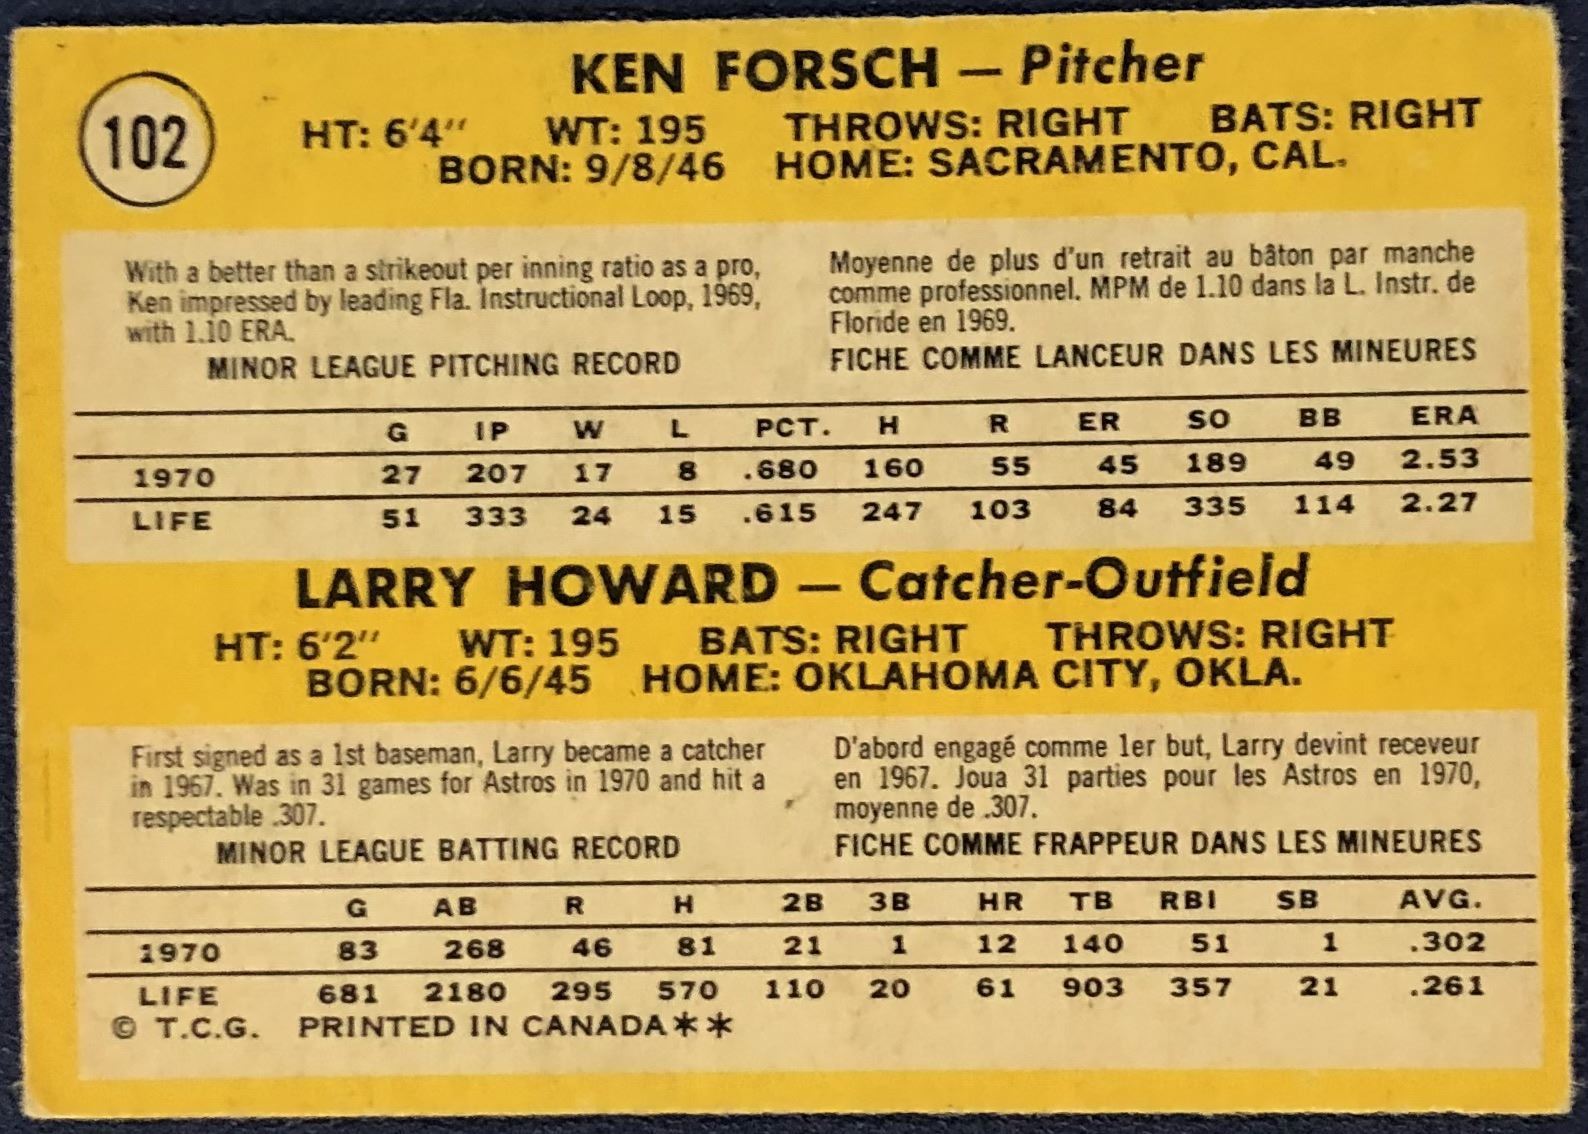 102
KEN FORSCH — Pitcher
HT: 6'4'' WT: 195 THROWS: RIGHT BATS: RIGHT
BORN: 9/8/46 HOME: SACRAMENTO, CAL.
With a better than a strikeout per inning ratio as a pro,
Ken impressed by leading Fla. Instructional Loop, 1969,
with 1.10 ERA.
MINOR LEAGUE PITCHING RECORD
Moyenne de plus d'un retrait au bâton par manche
comme professionnel. MPM de 1.10 dans la L. Instr. de
Floride en 1969.
FICHE COMME LANCEUR DANS LES MINEURES
G IP W L PCT. H R ER SO BB ERA
1970 27 207 17 8 .680 160 55 45 189 49 2.53
LIFE 51 333 24 15 .615 247 103 84 335 114 2.27
LARRY HOWARD — Catcher-Outfield
HT: 6'2'' WT: 195 BATS: RIGHT THROWS: RIGHT
BORN: 6/6/45 HOME: OKLAHOMA CITY, OKLA.
First signed as a 1st baseman, Larry became a catcher
in 1967. Was in 31 games for Astros in 1970 and hit a
respectable .307.
MINOR LEAGUE BATTING RECORD
D'abord engagé comme 1er but, Larry devint receveur
en 1967. Joua 31 parties pour les Astros en 1970,
moyenne de .307.
FICHE COMME FRAPPEUR DANS LES MINEURES
G AB R H 2B 3B HR TB RBI SB AVG.
1970 83 268 46 81 21 1 12 140 51 1 .302
LIFE 681 2180 295 570 110 20 61 903 357 21 .261
© T.C.G. PRINTED IN CANADA**